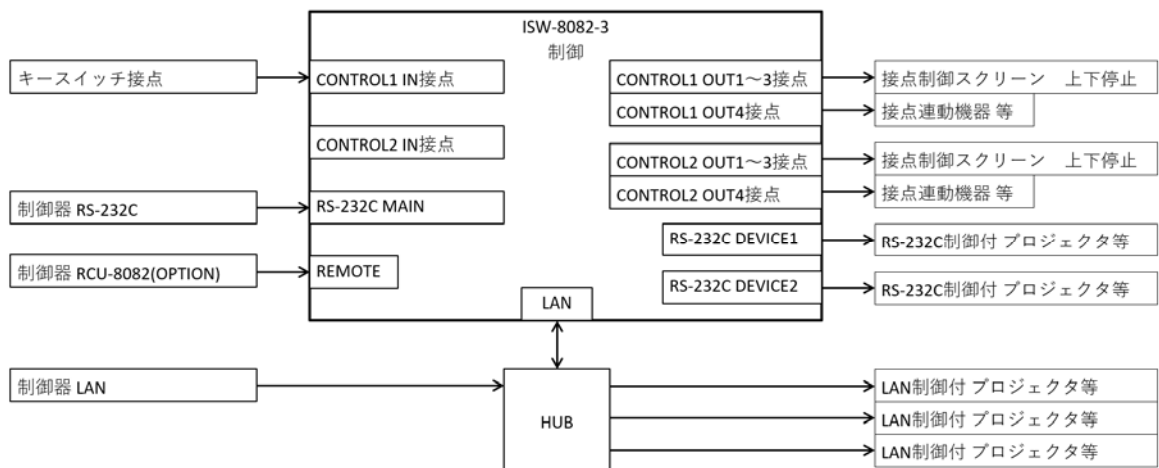 ISW-8082-3
制御
キースイッチ接点
CONTROL1 IN接点
CONTROL1 OUT1～3接点
接点制御スクリーン　上下停止
CONTROL1 OUT4接点
接点連動機器 等
CONTROL2 IN接点
CONTROL2 OUT1～3接点
接点制御スクリーン　上下停止
CONTROL2 OUT4接点
接点連動機器 等
制御器 RS-232C
RS-232C MAIN
RS-232C DEVICE1
RS-232C制御付 プロジェクタ等
制御器 RCU-8082(OPTION)
REMOTE
RS-232C DEVICE2
RS-232C制御付 プロジェクタ等
LAN
制御器 LAN
HUB
LAN制御付 プロジェクタ等
LAN制御付 プロジェクタ等
LAN制御付 プロジェクタ等